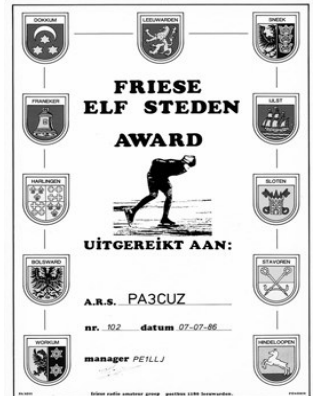 DOKKUM
LEEUWARDEN
SNEEK
FRIESE
ELF STEDEN
AWARD
FRANEKER
IJLST
HARLINGEN
SLOTEN
UITGEREIKT AAN:
BOLSWARD
STAVOREN
A.R.S. PA3CUZ
nr. 102 datum 07-07-86
WORKUM
HINDELOOPEN
manager PE1LLJ
friese radio amateur groep postbus 1190 leeuwarden.